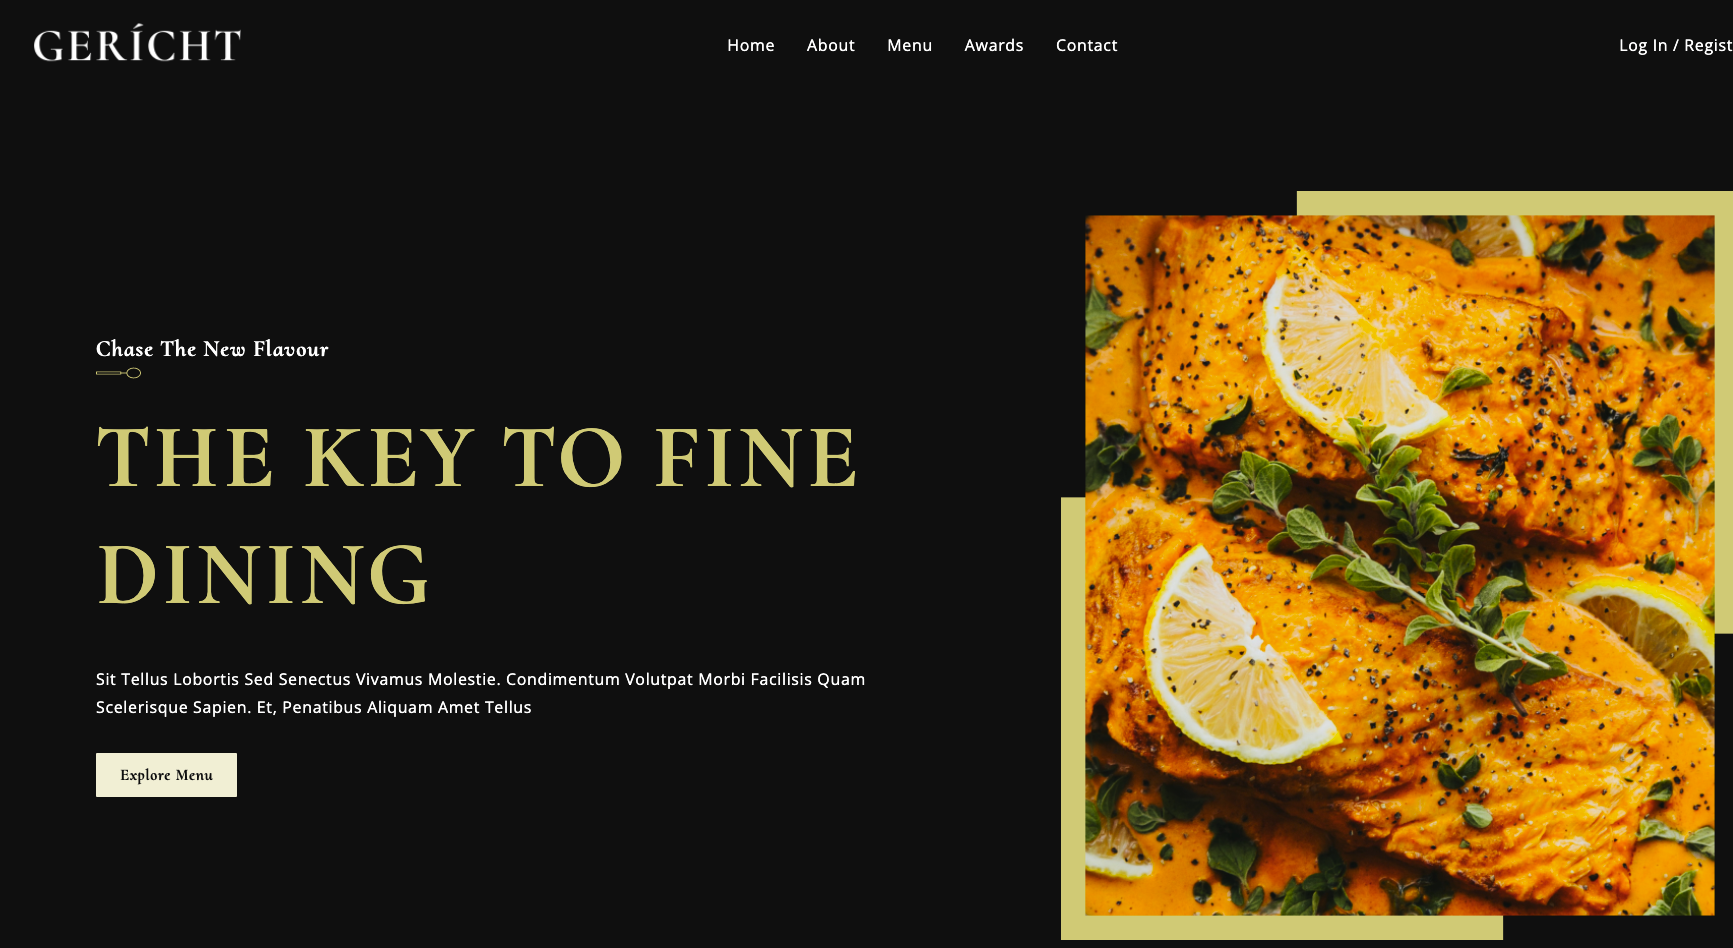 GERÍCHT
Home About Menu Awards Contact
Log In / Regist
Chase The New Flavour
THE KEY TO FINE
DINING
Sit Tellus Lobortis Sed Senectus Vivamus Molestie. Condimentum Volutpat Morbi Facilisis Quam
Scelerisque Sapien. Et, Penatibus Aliquam Amet Tellus
Explore Menu